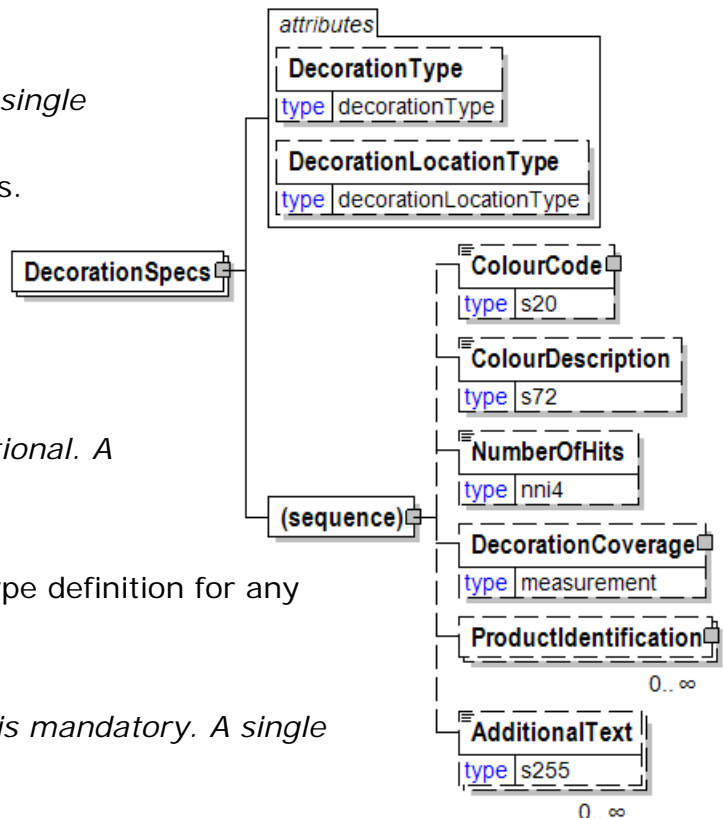 single
s.
tional. A
ype definition for any
is mandatory. A single
attributes
DecorationType
type decorationType
DecorationLocationType
type decorationLocationType
DecorationSpecs
(sequence)
ColourCode
type s20
ColourDescription
type s72
NumberOfHits
type nni4
DecorationCoverage
type measurement
ProductIdentification
0..∞
AdditionalText
type s255
0..∞